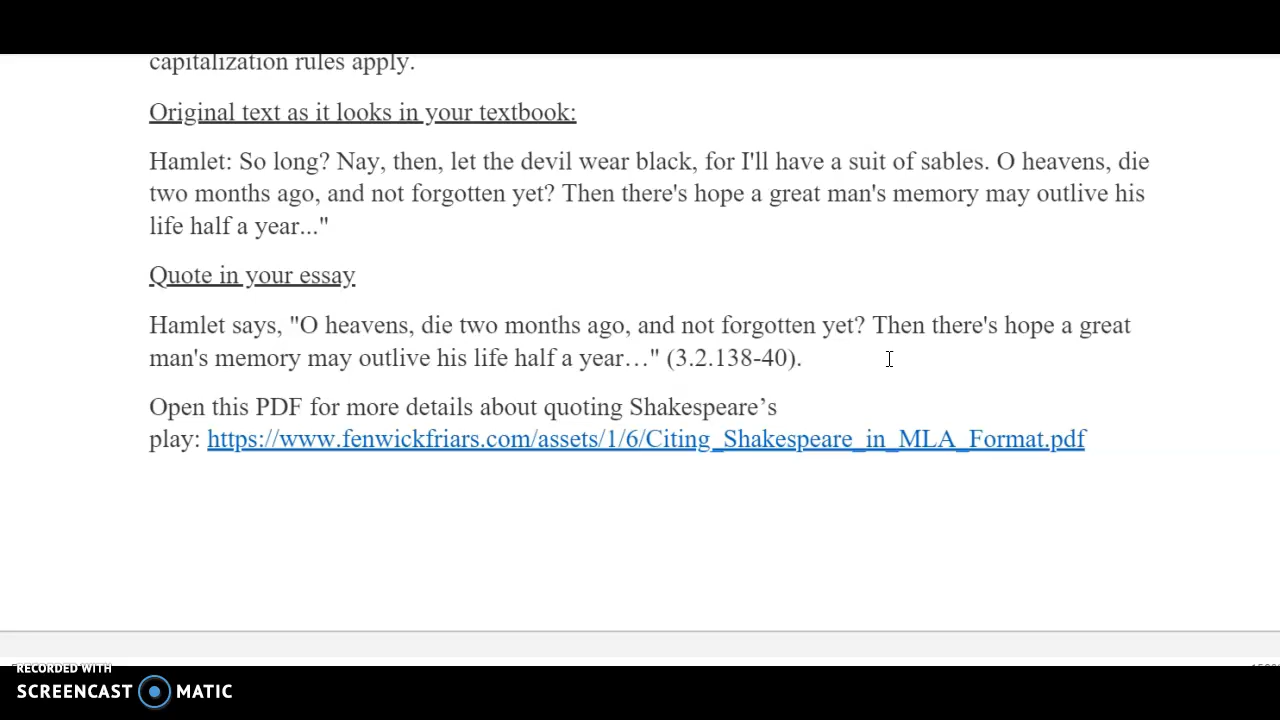 capitalization rules apply.
Original text as it looks in your textbook:
Hamlet: So long? Nay, then, let the devil wear black, for I'll have a suit of sables. O heavens, die
two months ago, and not forgotten yet? Then there's hope a great man's memory may outlive his
life half a year..."
Quote in your essay
Hamlet says, "O heavens, die two months ago, and not forgotten yet? Then there's hope a great
man's memory may outlive his life half a year…" (3.2.138-40).
Open this PDF for more details about quoting Shakespeare’s
play: https://www.fenwickfriars.com/assets/1/6/Citing_Shakespeare_in_MLA_Format.pdf
RECORDED WITH
SCREENCAST MATIC